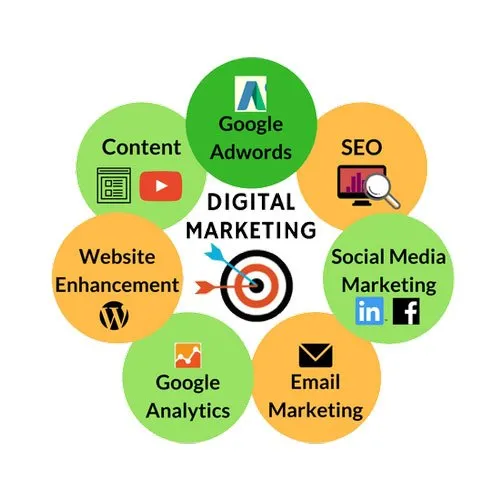 Google
Adwords
SEO
Social Media
Marketing
in
f
Email
Marketing
Google
Analytics
Website
Enhancement
Content
DIGITAL
MARKETING